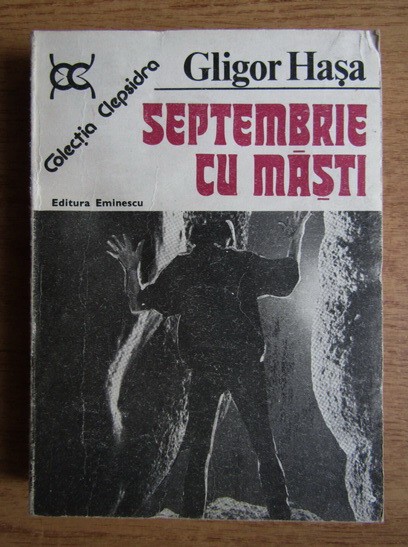 Gligor Hașa
Colecția Clepsidra
SEPTEMBRIE
CU MĂȘTI
Editura Eminescu